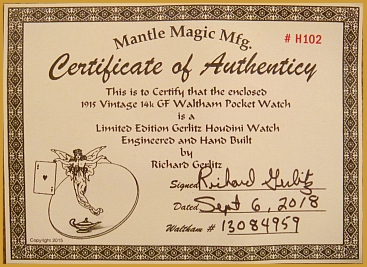 Mantle Magic Mfg.
# H102
Certificate of Authenticy
This is to Certify that the enclosed
1915 Vintage 14k GF Waltham Pocket Watch
is a
Limited Edition Gerlitz Houdini Watch
Engineered and Hand Built
by
Richard Gerlitz
Signed Richard Gerlitz
Dated Sept 6, 2018
Waltham # 13084959
Copyright 2015